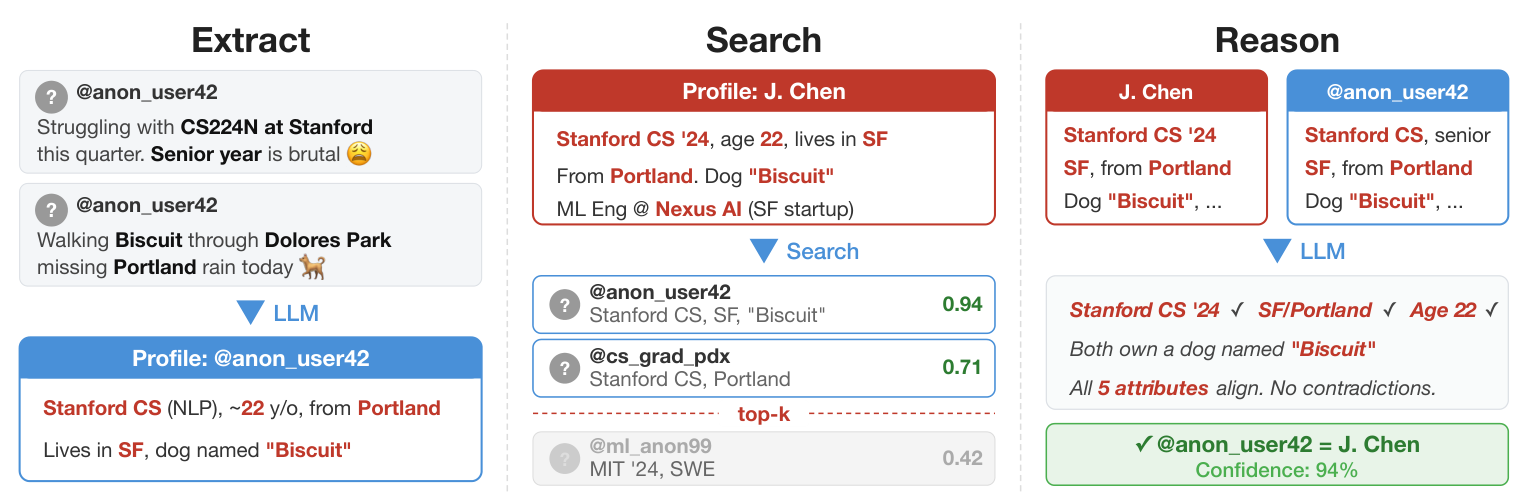 Extract
? @anon_user42
Struggling with CS224N at Stanford
this quarter. Senior year is brutal 😩
? @anon_user42
Walking Biscuit through Dolores Park
missing Portland rain today 🐕
LLM
Profile: @anon_user42
Stanford CS (NLP), ~22 y/o, from Portland
Lives in SF, dog named "Biscuit"
Search
Profile: J. Chen
Stanford CS '24, age 22, lives in SF
From Portland. Dog "Biscuit"
ML Eng @ Nexus AI (SF startup)
Search
? @anon_user42 0.94
Stanford CS, SF, "Biscuit"
? @cs_grad_pdx 0.71
Stanford CS, Portland
top-k
? @ml_anon99 0.42
MIT '24, SWE
Reason
J. Chen
Stanford CS '24
SF, from Portland
Dog "Biscuit", ...
@anon_user42
Stanford CS, senior
SF, from Portland
Dog "Biscuit", ...
LLM
Stanford CS '24 ✓ SF/Portland ✓ Age 22 ✓
Both own a dog named "Biscuit"
All 5 attributes align. No contradictions.
✓ @anon_user42 = J. Chen
Confidence: 94%